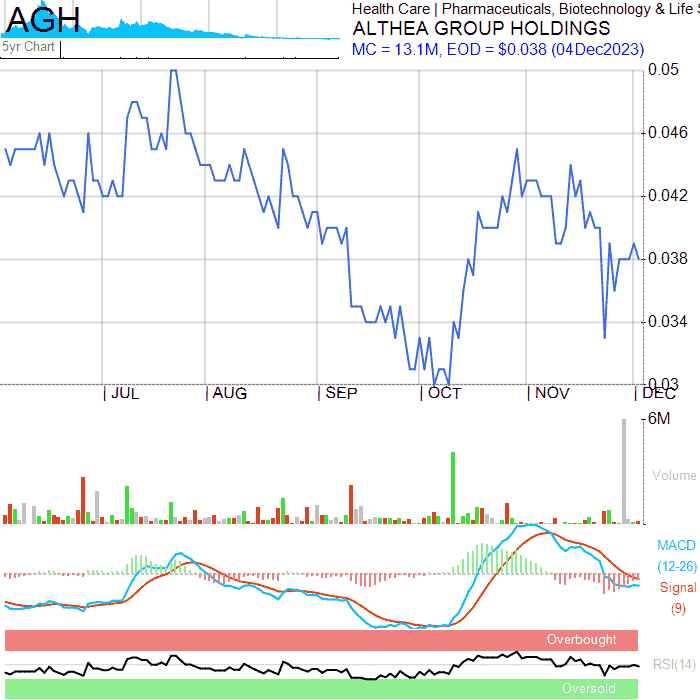 AGH
5yr Chart
Health Care | Pharmaceuticals, Biotechnology & Life S
ALTHEA GROUP HOLDINGS
MC = 13.1M, EOD = $0.038 (04Dec2023)
0.05
0.046
0.042
0.038
0.034
0.03
JUL AUG SEP OCT NOV DEC
6M
Volume
MACD
(12-26)
Signal
(9)
Overbought
RSI(14)
Oversold